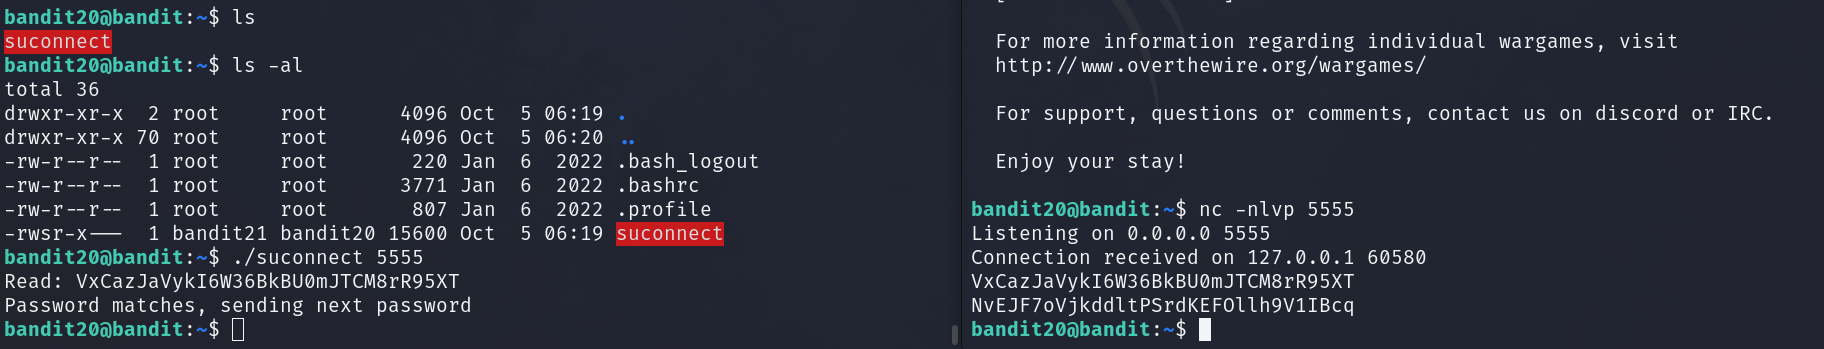 bandit20@bandit:~$ ls
suconnect
bandit20@bandit:~$ ls -al
total 36
drwxr-xr-x  2 root     root      4096 Oct  5 06:19 .
drwxr-xr-x 70 root     root      4096 Oct  5 06:20 ..
-rw-r--r--  1 root     root       220 Jan  6  2022 .bash_logout
-rw-r--r--  1 root     root      3771 Jan  6  2022 .bashrc
-rw-r--r--  1 root     root       807 Jan  6  2022 .profile
-rwsr-x---  1 bandit21 bandit20 15600 Oct  5 06:19 suconnect
bandit20@bandit:~$ ./suconnect 5555
Read: VxCazJaVykI6W36BkBU0mJTCM8rR95XT
Password matches, sending next password
bandit20@bandit:~$
For more information regarding individual wargames, visit
http://www.overthewire.org/wargames/
For support, questions or comments, contact us on discord or IRC.
Enjoy your stay!
bandit20@bandit:~$ nc -nlvp 5555
Listening on 0.0.0.0 5555
Connection received on 127.0.0.1 60580
VxCazJaVykI6W36BkBU0mJTCM8rR95XT
NvEJF7oVjkddltPSrdKEFOllh9V1IBcq
bandit20@bandit:~$